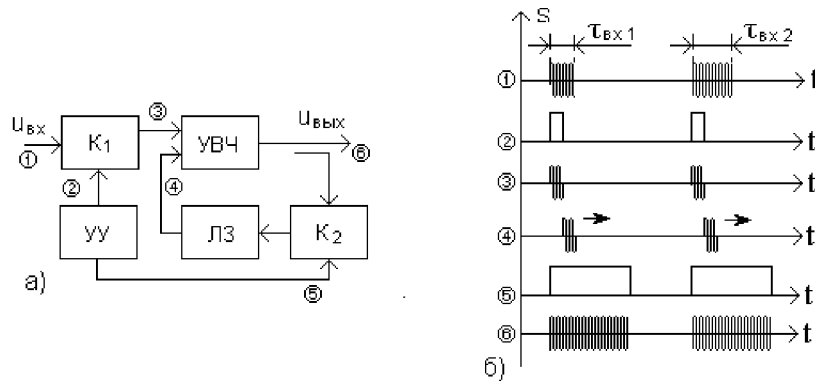 uвх
①
К₁
②
УУ
③
УВЧ
④
ЛЗ
uвых
⑥
К₂
⑤
а)
S
τвх 1
τвх 2
① t
② t
③ t
④ t
⑤ t
⑥ t
б)